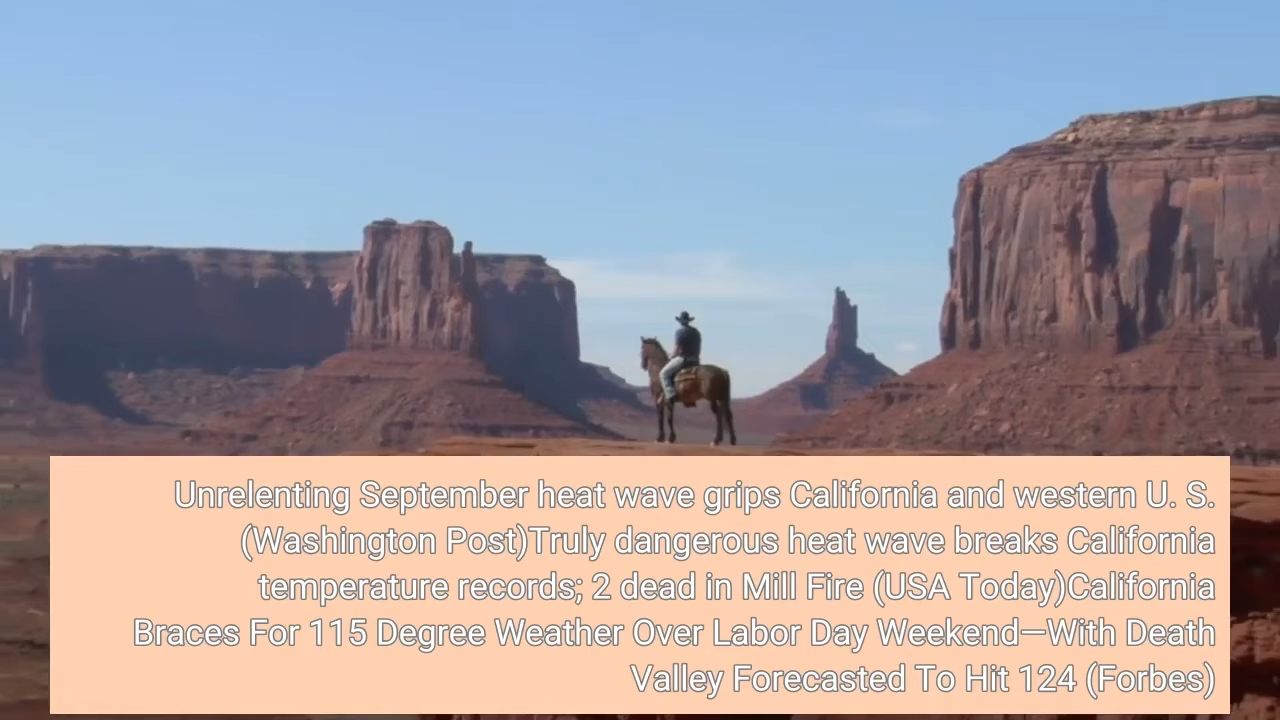 Unrelenting September heat wave grips California and western U. S.
(Washington Post)Truly dangerous heat wave breaks California
temperature records; 2 dead in Mill Fire (USA Today)California
Braces For 115 Degree Weather Over Labor Day Weekend—With Death
Valley Forecasted To Hit 124 (Forbes)